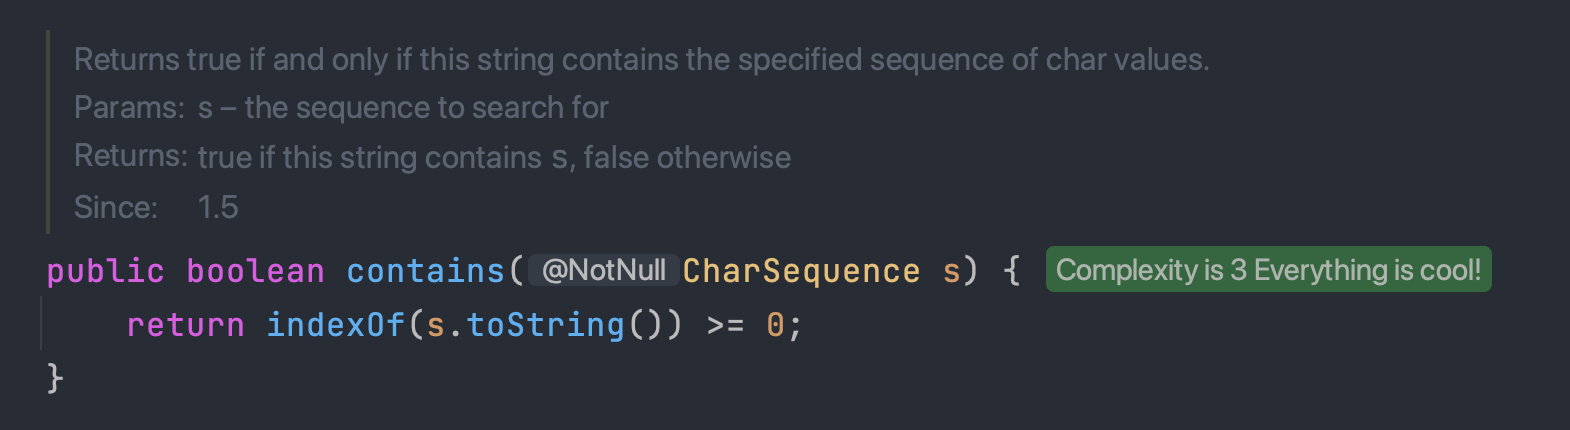 Returns true if and only if this string contains the specified sequence of char values.
Params: s – the sequence to search for
Returns: true if this string contains s, false otherwise
Since: 1.5
public boolean contains( @NotNull CharSequence s) { Complexity is 3 Everything is cool!
    return indexOf(s.toString()) >= 0;
}